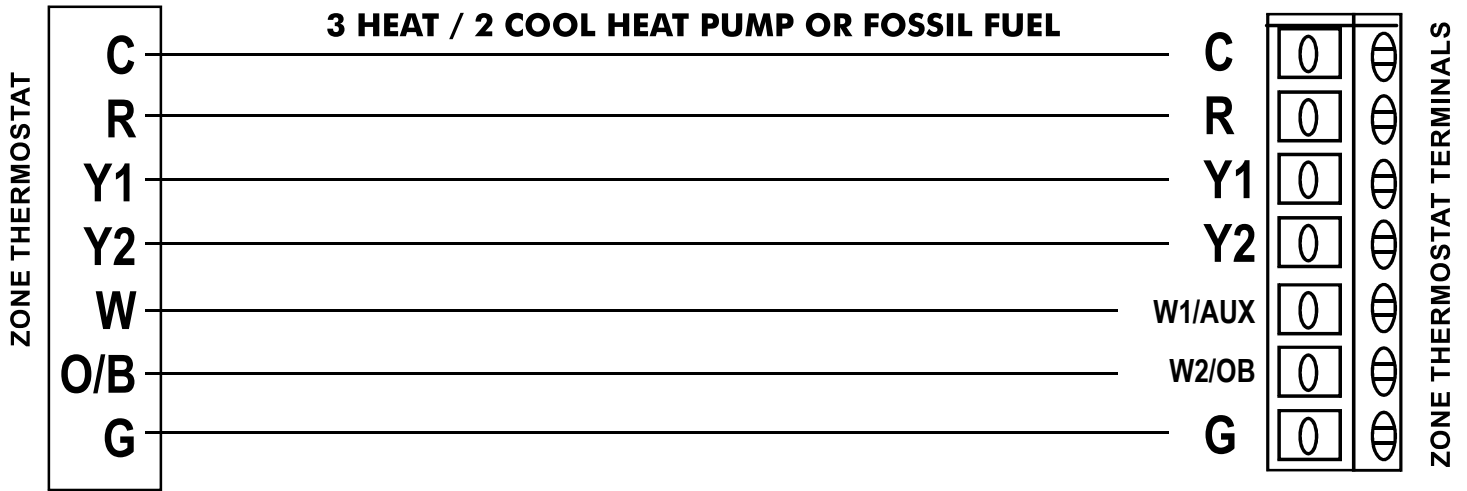 3 HEAT / 2 COOL HEAT PUMP OR FOSSIL FUEL
ZONE THERMOSTAT
C C
R R
Y1 Y1
Y2 Y2
W W1/AUX
O/B W2/OB
G G
ZONE THERMOSTAT TERMINALS